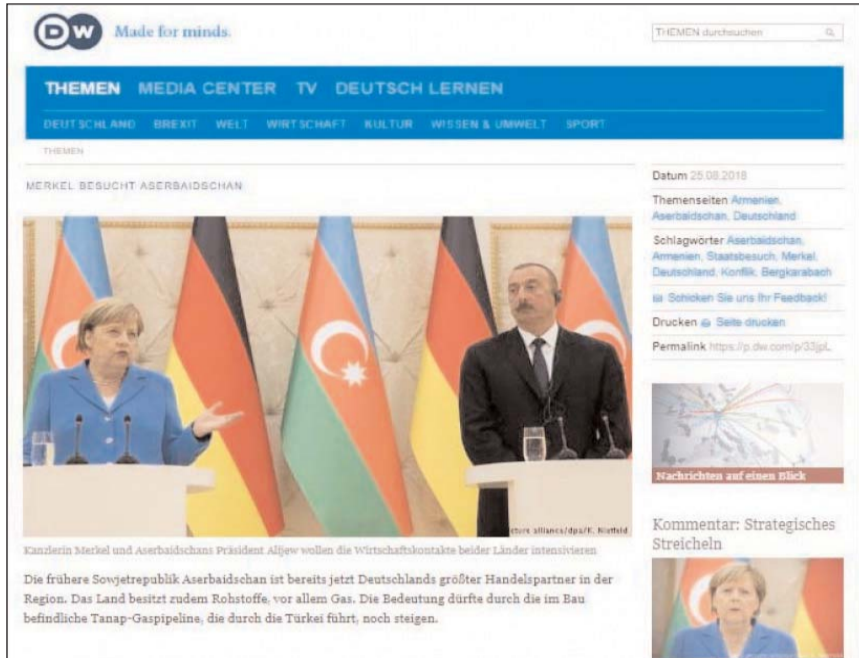 DW Made for minds.
THEMEN durchsuchen
THEMEN MEDIA CENTER TV DEUTSCH LERNEN
DEUTSCHLAND BREXIT WELT WIRTSCHAFT KULTUR WISSEN & UMWELT SPORT
THEMEN
MERKEL BESUCHT ASERBAIDSCHAN
picture alliance/dpa/K. Nietfeld
Kanzlerin Merkel und Aserbaidschans Präsident Alijew wollen die Wirtschaftskontakte beider Länder intensivieren
Die frühere Sowjetrepublik Aserbaidschan ist bereits jetzt Deutschlands größter Handelspartner in der
Region. Das Land besitzt zudem Rohstoffe, vor allem Gas. Die Bedeutung dürfte durch die im Bau
befindliche Tanap-Gaspipeline, die durch die Türkei führt, noch steigen.
Datum 25.08.2018
Themenseiten Armenien,
Aserbaidschan, Deutschland
Schlagwörter Aserbaidschan,
Armenien, Staatsbesuch, Merkel,
Deutschland, Konflik, Bergkarabach
Schicken Sie uns Ihr Feedback!
Drucken Seite drucken
Permalink https://p.dw.com/p/33jpL
Nachrichten auf einen Blick
Kommentar: Strategisches
Streicheln